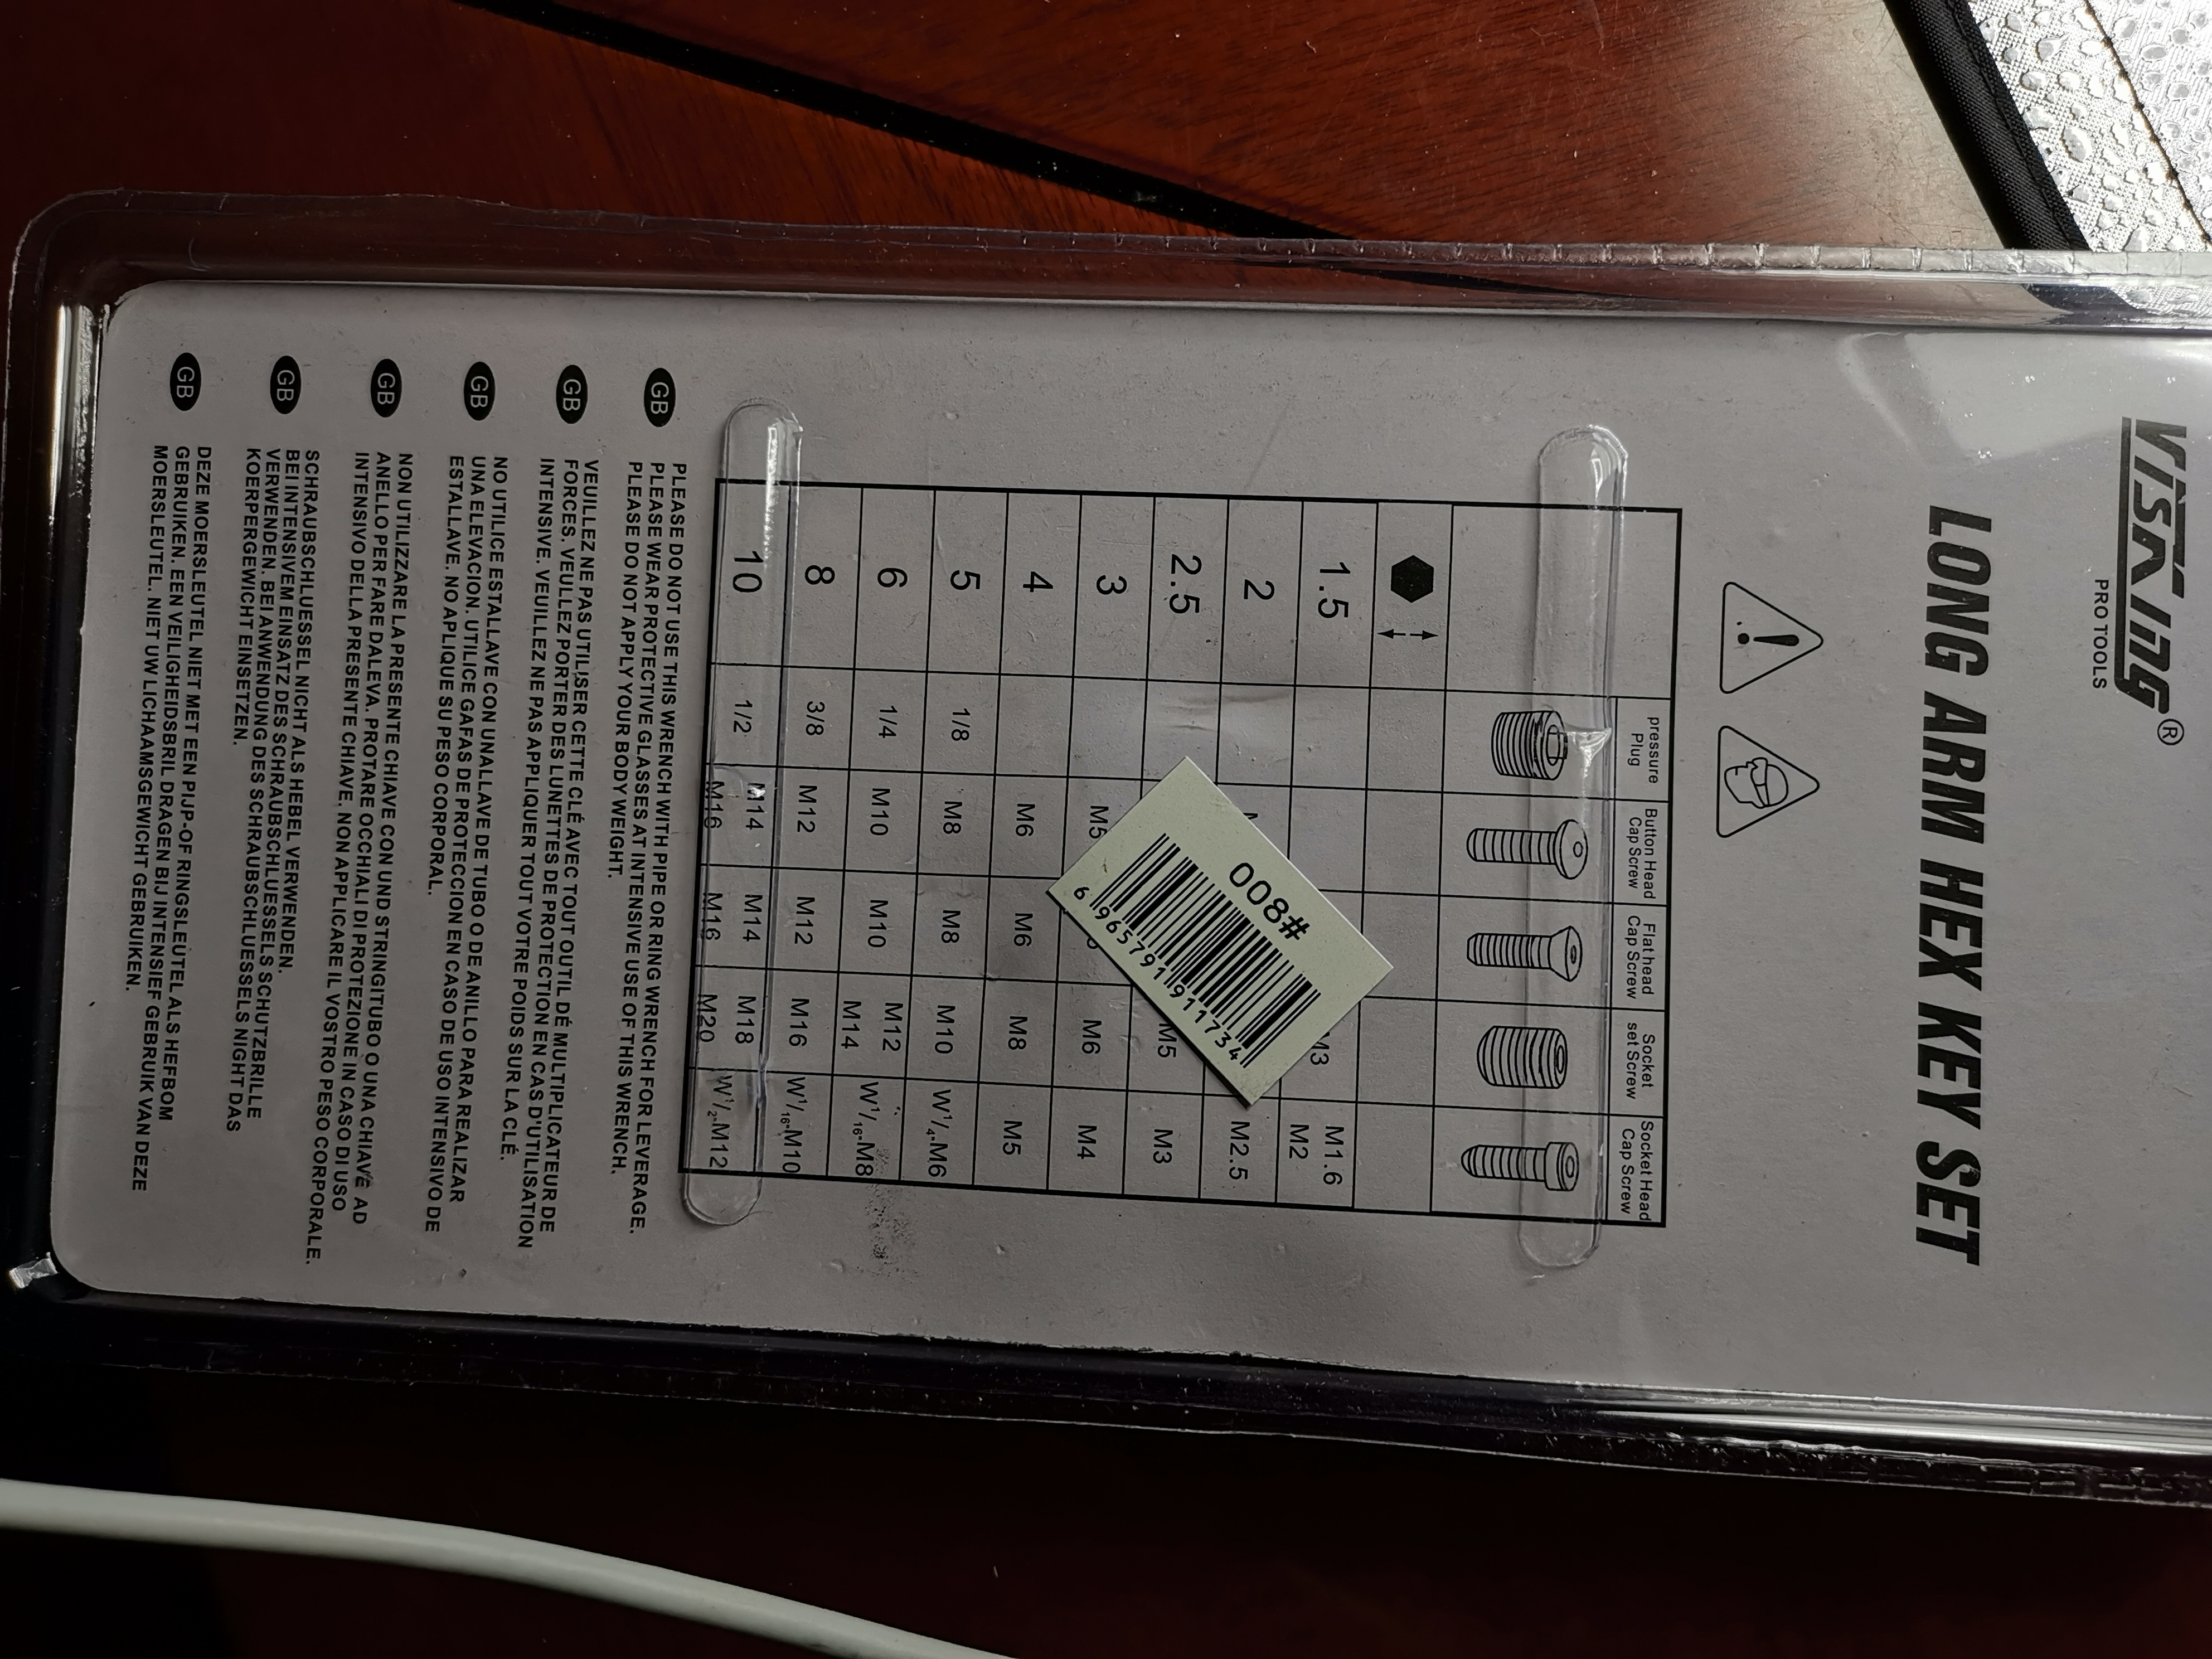 VISKING®
PRO TOOLS
LONG ARM HEX KEY SET
pressure Plug
Button Head Cap Screw
Flat head Cap Screw
Socket set Screw
Socket Head Cap Screw
1.5 M1.6 M2
2 M2.5
2.5 M5 M3
3 M5 M6 M4
4 M6 M6 M8 M5
5 1/8 M8 M8 M10 W1/4-M6
6 1/4 M10 M10 M12 M14 W1/16-M8
8 3/8 M12 M12 M16 W1/16-M10
10 1/2 M14 M16 M14 M16 M18 M20 W1/2-M12
008#
6 965791 911734
GB PLEASE DO NOT USE THIS WRENCH WITH PIPE OR RING WRENCH FOR LEVERAGE.
PLEASE WEAR PROTECTIVE GLASSES AT INTENSIVE USE OF THIS WRENCH.
PLEASE DO NOT APPLY YOUR BODY WEIGHT.
GB VEUILLEZ NE PAS UTILISER CETTE CLÉ AVEC TOUT OUTIL DÉ MULTIPLICATEUR DE
FORCES. VEUILLEZ PORTER DES LUNETTES DE PROTECTION EN CAS D'UTILISATION
INTENSIVE. VEUILLEZ NE PAS APPLIQUER TOUT VOTRE POIDS SUR LA CLÉ.
GB NO UTILICE ESTALLAVE CON UNALLAVE DE TUBO O DE ANILLO PARA REALIZAR
UNA ELEVACION. UTILICE GAFAS DE PROTECCION EN CASO DE USO INTENSIVO DE
ESTALLAVE. NO APLIQUE SU PESO CORPORAL.
GB NON UTILIZZARE LA PRESENTE CHIAVE CON UND STRINGITUBO O UNA CHIAVE AD
ANELLO PER FARE DALEVA. PROTARE OCCHIALI DI PROTEZIONE IN CASO DI USO
INTENSIVO DELLA PRESENTE CHIAVE. NON APPLICARE IL VOSTRO PESO CORPORALE.
GB SCHRAUBSCHLUESSEL NICHT ALS HEBEL VERWENDEN.
BEI INTENSIVEM EINSATZ DES SCHRAUBSCHLUESSELS SCHUTZBRILLE
VERWENDEN. BEI ANWENDUNG DES SCHRAUBSCHLUESSELS NIGHT DAS
KOERPERGEWICHT EINSETZEN.
GB DEZE MOERSLEUTEL NIET MET EEN PIJP-OF RINGSLEUTEL ALS HEFBOM
GEBRUIKEN. EEN VEILIGHEIDSBRIL DRAGEN BIJ INTENSIEF GEBRUIK VAN DEZE
MOERSLEUTEL. NIET UW LICHAAMSGEWICHT GEBRUIKEN.